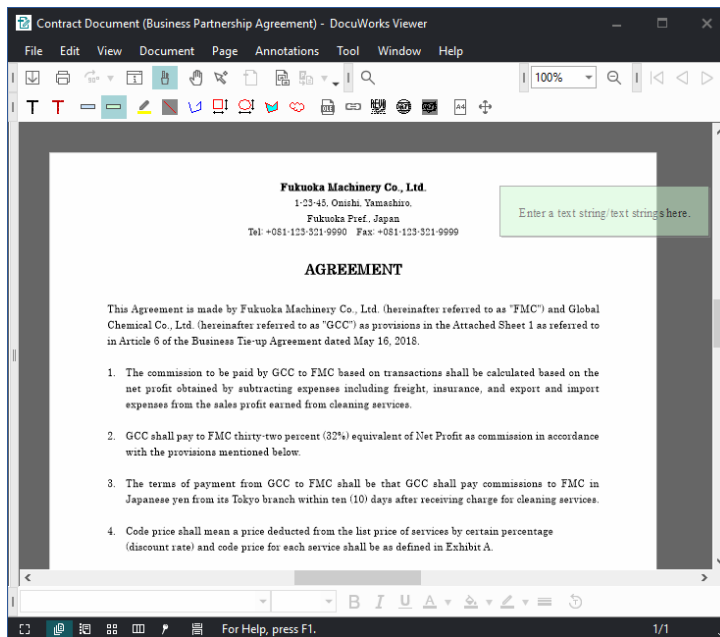 Contract Document (Business Partnership Agreement) - DocuWorks Viewer
File Edit View Document Page Annotations Tool Window Help
100%
T T
A4
Fukuoka Machinery Co., Ltd.
1-23-45, Onishi, Yamashiro,
Fukuoka Pref., Japan
Tel: +081-123-321-9990 Fax: +081-123-321-9999
Enter a text string/text strings here.
AGREEMENT
This Agreement is made by Fukuoka Machinery Co., Ltd. (hereinafter referred to as "FMC") and Global
Chemical Co., Ltd. (hereinafter referred to as "GCC") as provisions in the Attached Sheet 1 as referred to
in Article 6 of the Business Tie-up Agreement dated May 16, 2018.
1. The commission to be paid by GCC to FMC based on transactions shall be calculated based on the
net profit obtained by subtracting expenses including freight, insurance, and export and import
expenses from the sales profit earned from cleaning services.
2. GCC shall pay to FMC thirty-two percent (32%) equivalent of Net Profit as commission in accordance
with the provisions mentioned below.
3. The terms of payment from GCC to FMC shall be that GCC shall pay commissions to FMC in
Japanese yen from its Tokyo branch within ten (10) days after receiving charge for cleaning services.
4. Code price shall mean a price deducted from the list price of services by certain percentage
(discount rate) and code price for each service shall be as defined in Exhibit A.
B I U A
For Help, press F1.
1/1